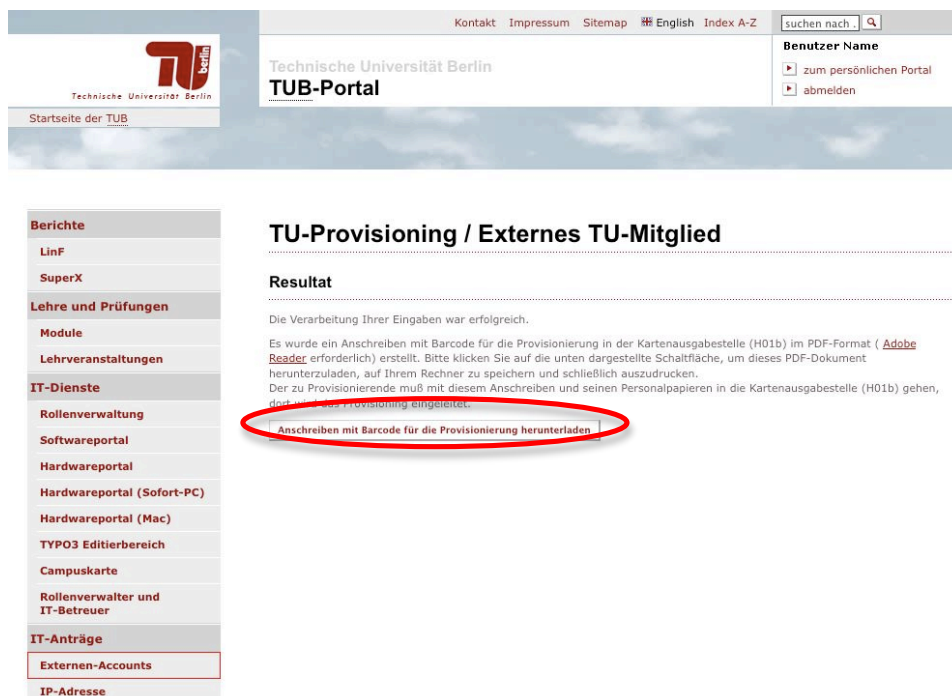 Kontakt Impressum Sitemap English Index A-Z
suchen nach .
Benutzer Name
zum persönlichen Portal
abmelden
berlin
Technische Universität Berlin
Technische Universität Berlin
TUB-Portal
Startseite der TUB
Berichte
LinF
SuperX
Lehre und Prüfungen
Module
Lehrveranstaltungen
IT-Dienste
Rollenverwaltung
Softwareportal
Hardwareportal
Hardwareportal (Sofort-PC)
Hardwareportal (Mac)
TYPO3 Editierbereich
Campuskarte
Rollenverwalter und
IT-Betreuer
IT-Anträge
Externen-Accounts
IP-Adresse
TU-Provisioning / Externes TU-Mitglied
Resultat
Die Verarbeitung Ihrer Eingaben war erfolgreich.
Es wurde ein Anschreiben mit Barcode für die Provisionierung in der Kartenausgabestelle (H01b) im PDF-Format ( Adobe
Reader erforderlich) erstellt. Bitte klicken Sie auf die unten dargestellte Schaltfläche, um dieses PDF-Dokument
herunterzuladen, auf Ihrem Rechner zu speichern und schließlich auszudrucken.
Der zu Provisionierende muß mit diesem Anschreiben und seinen Personalpapieren in die Kartenausgabestelle (H01b) gehen,
dort wird das Provisioning eingeleitet.
Anschreiben mit Barcode für die Provisionierung herunterladen